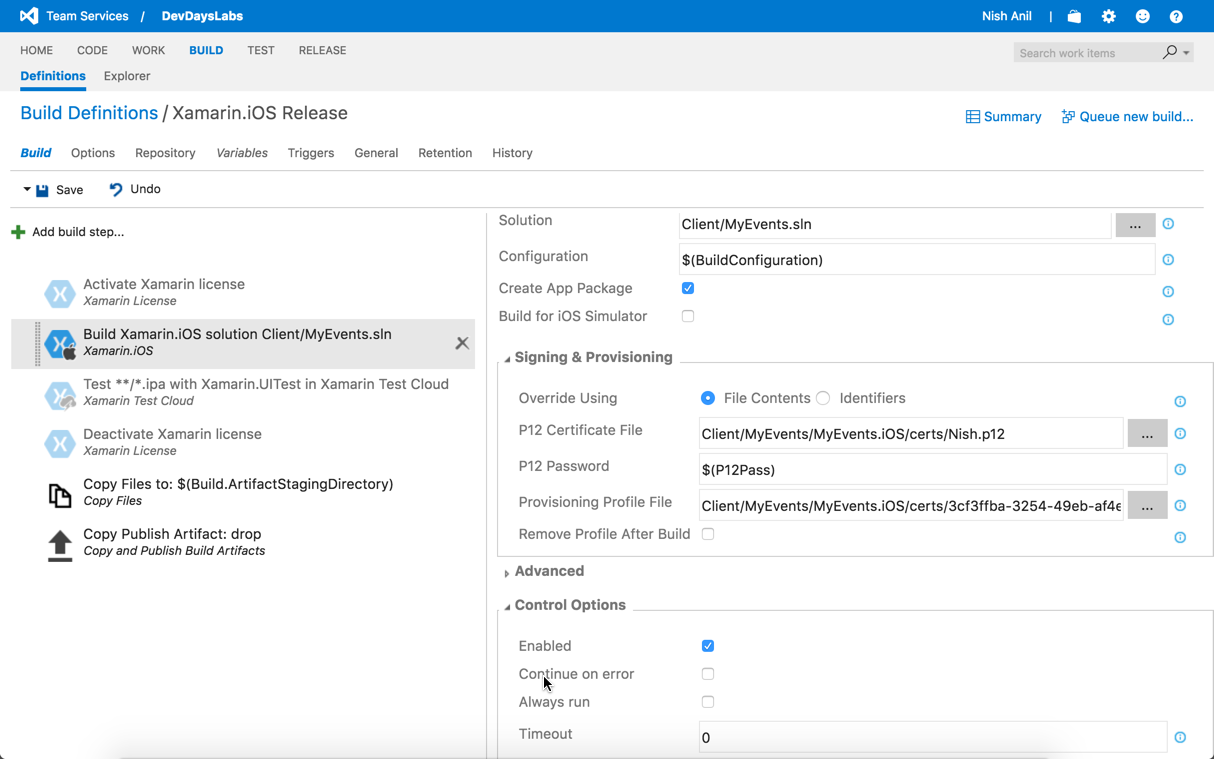 Team Services / DevDaysLabs Nish Anil |
HOME CODE WORK BUILD TEST RELEASE
Search work items
Definitions Explorer
Build Definitions / Xamarin.iOS Release
Summary Queue new build...
Build Options Repository Variables Triggers General Retention History
Save Undo
Add build step...
Activate Xamarin license
Xamarin License
Build Xamarin.iOS solution Client/MyEvents.sln
Xamarin.iOS
Test **/*.ipa with Xamarin.UITest in Xamarin Test Cloud
Xamarin Test Cloud
Deactivate Xamarin license
Xamarin License
Copy Files to: $(Build.ArtifactStagingDirectory)
Copy Files
Copy Publish Artifact: drop
Copy and Publish Build Artifacts
Solution Client/MyEvents.sln ...
Configuration $(BuildConfiguration)
Create App Package
Build for iOS Simulator
Signing & Provisioning
Override Using File Contents Identifiers
P12 Certificate File Client/MyEvents/MyEvents.iOS/certs/Nish.p12 ...
P12 Password $(P12Pass)
Provisioning Profile File Client/MyEvents/MyEvents.iOS/certs/3cf3ffba-3254-49eb-af4e ...
Remove Profile After Build
Advanced
Control Options
Enabled
Continue on error
Always run
Timeout 0